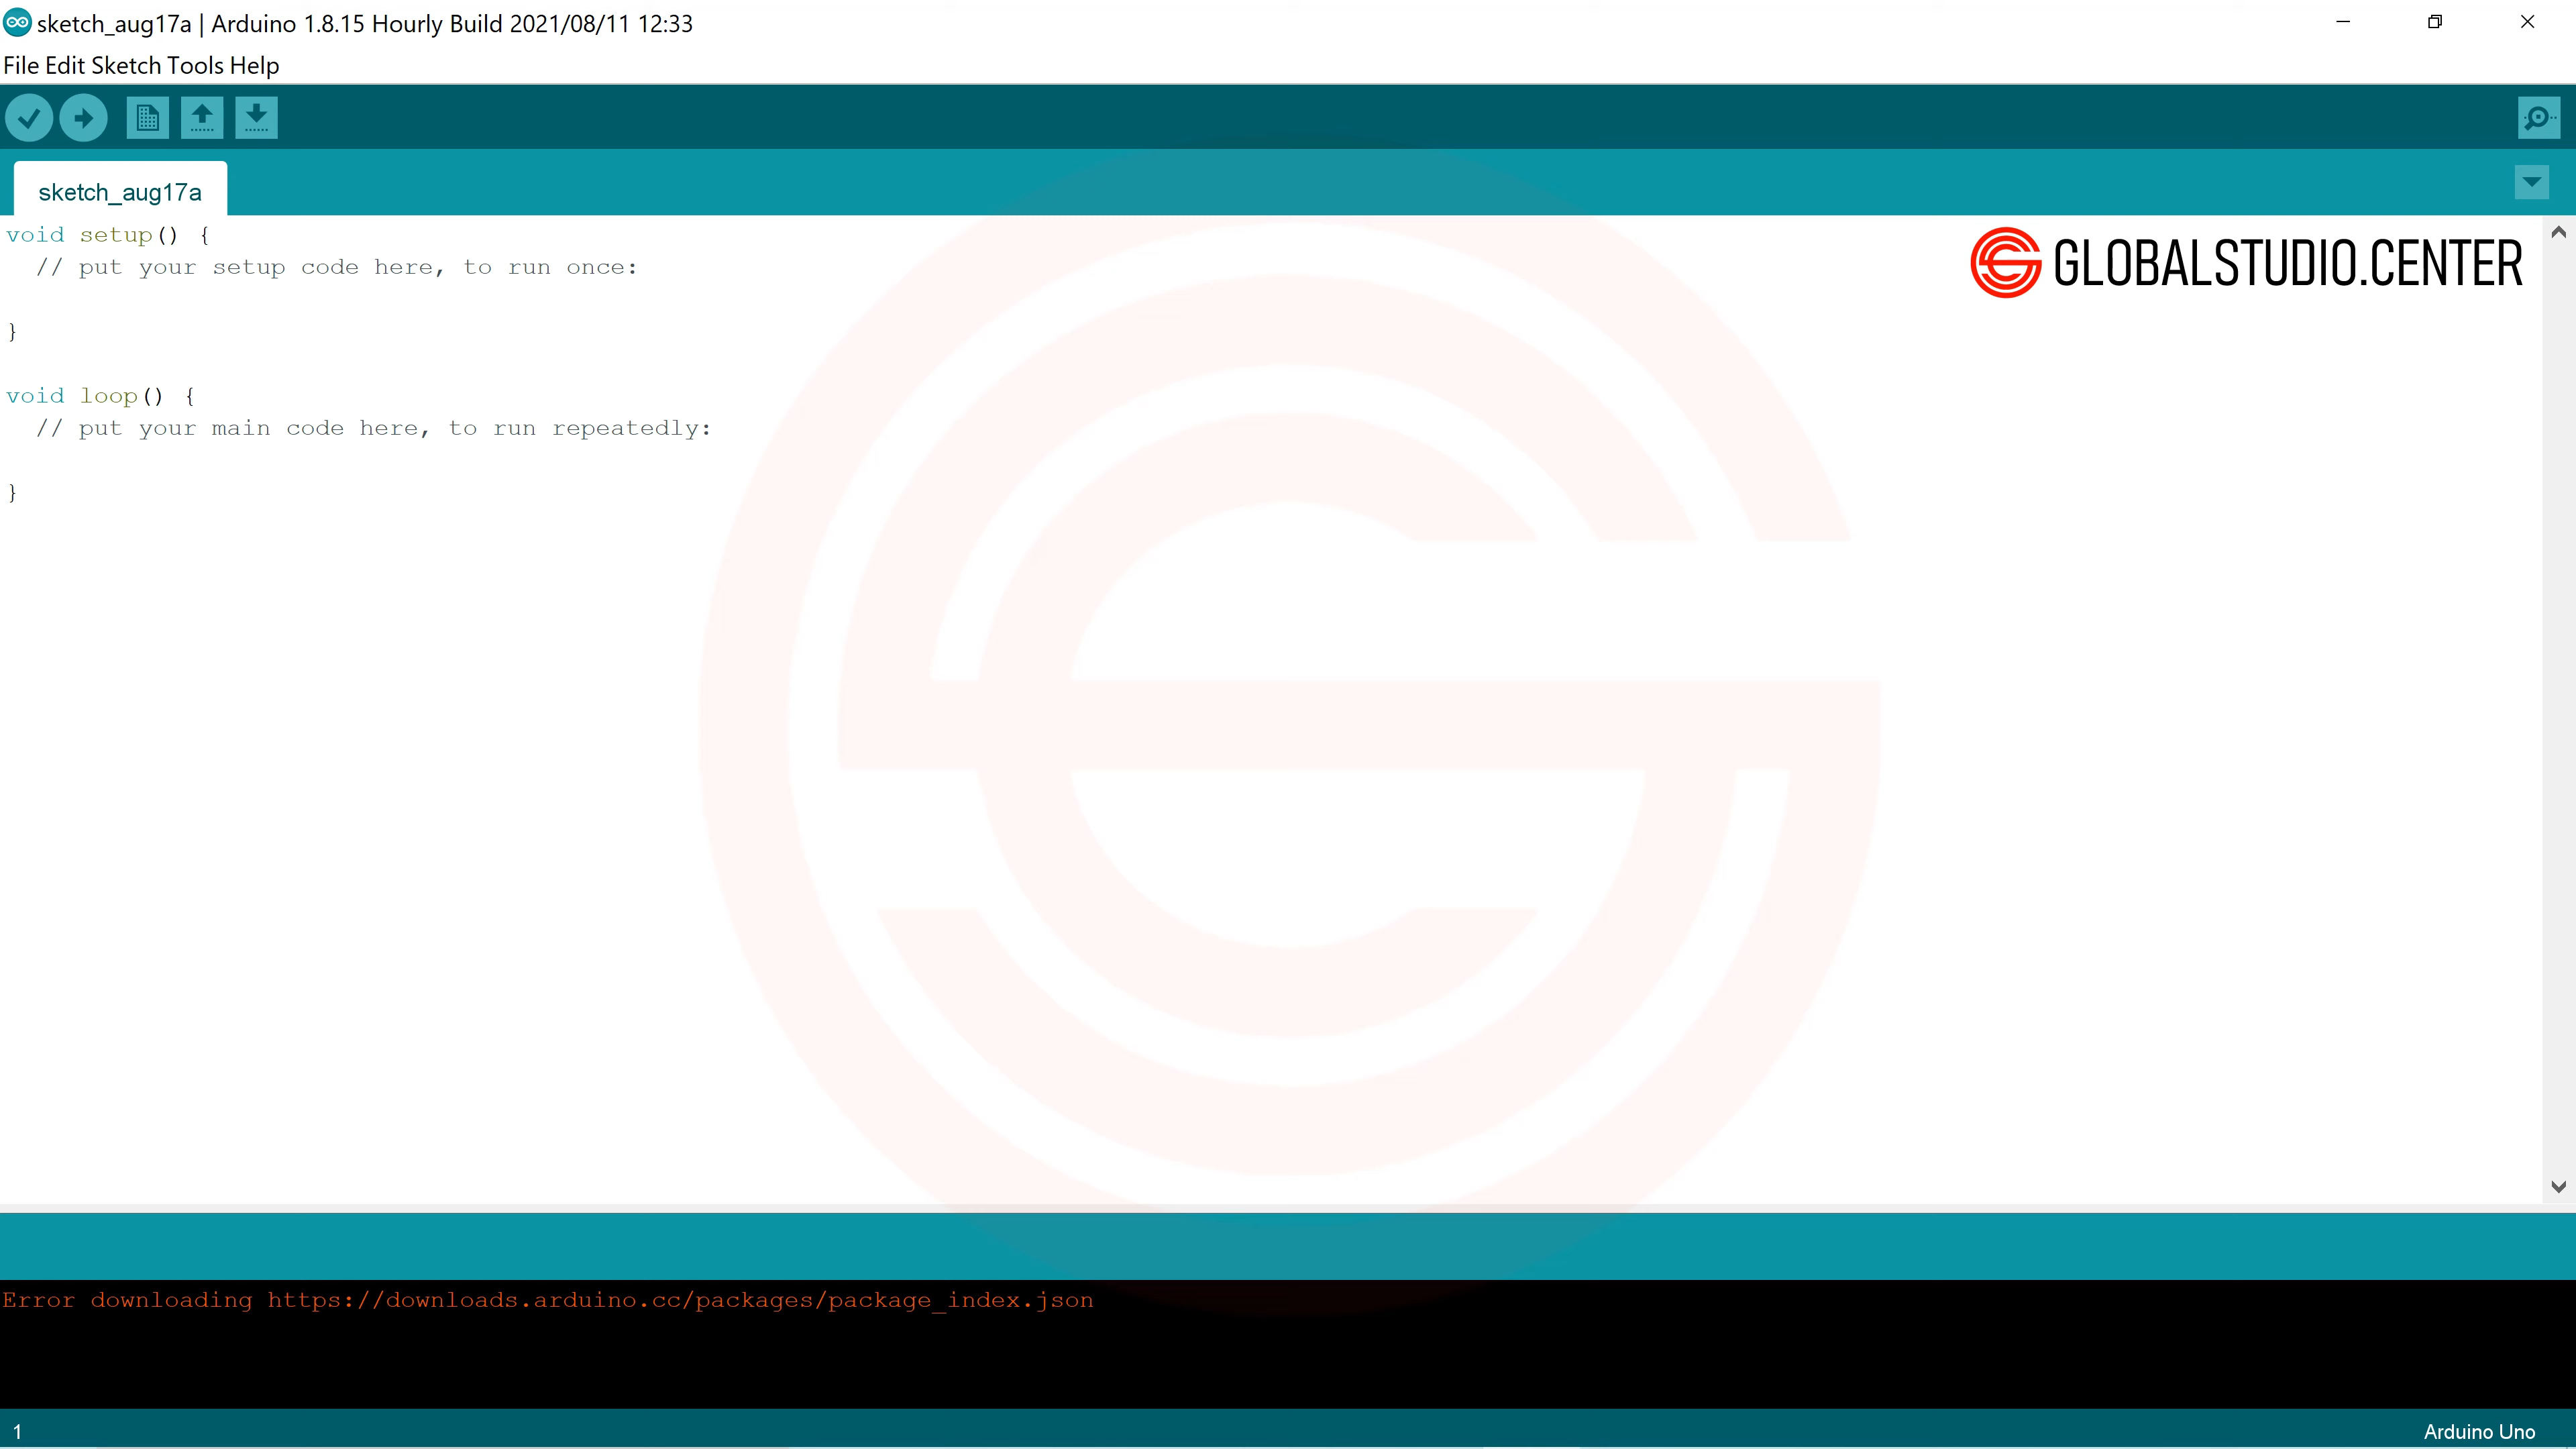 sketch_aug17a | Arduino 1.8.15 Hourly Build 2021/08/11 12:33
File Edit Sketch Tools Help
sketch_aug17a
GLOBALSTUDIO.CENTER
void setup() {
  // put your setup code here, to run once:
}
void loop() {
  // put your main code here, to run repeatedly:
}
Error downloading https://downloads.arduino.cc/packages/package_index.json
1
Arduino Uno